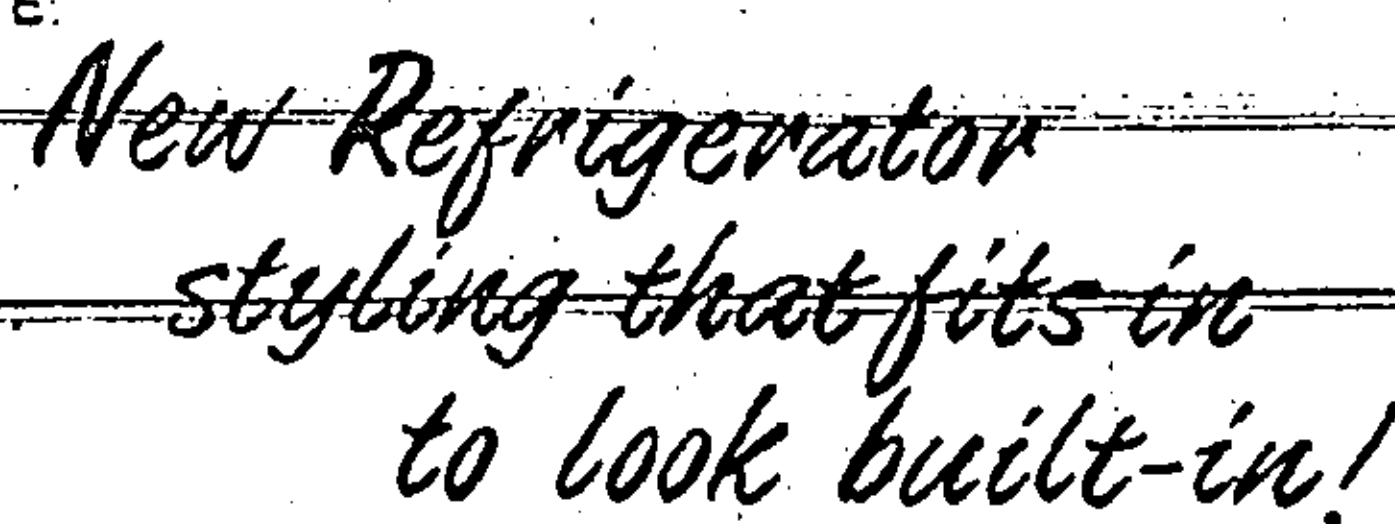 New Refrigerator
styling that fits in
to look built-in!